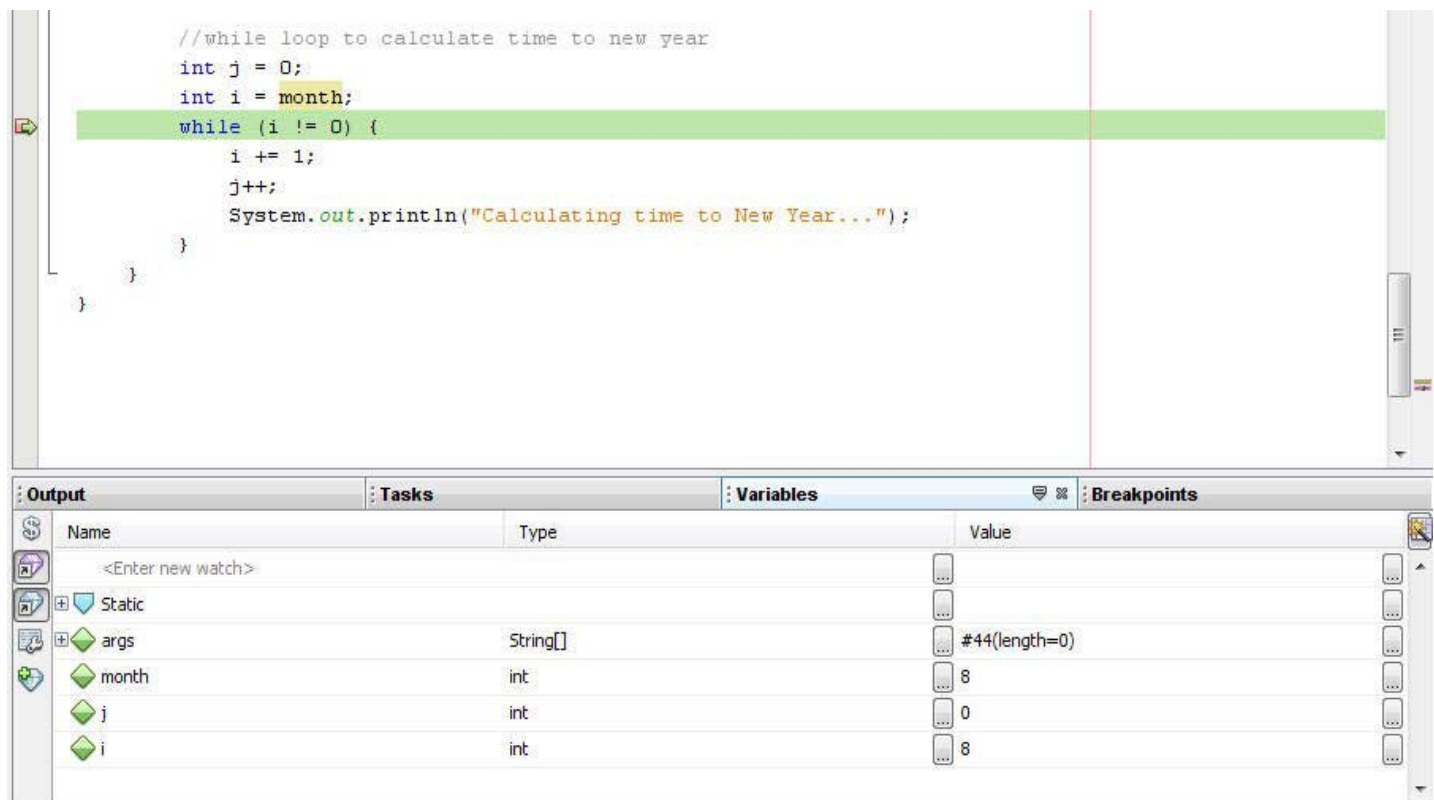 //while loop to calculate time to new year
int j = 0;
int i = month;
while (i != 0) {
i += 1;
j++;
System.out.println("Calculating time to New Year...");
}
}
}
Output Tasks Variables Breakpoints
Name Type Value
<Enter new watch>
Static
args String[] #44(length=0)
month int 8
j int 0
i int 8